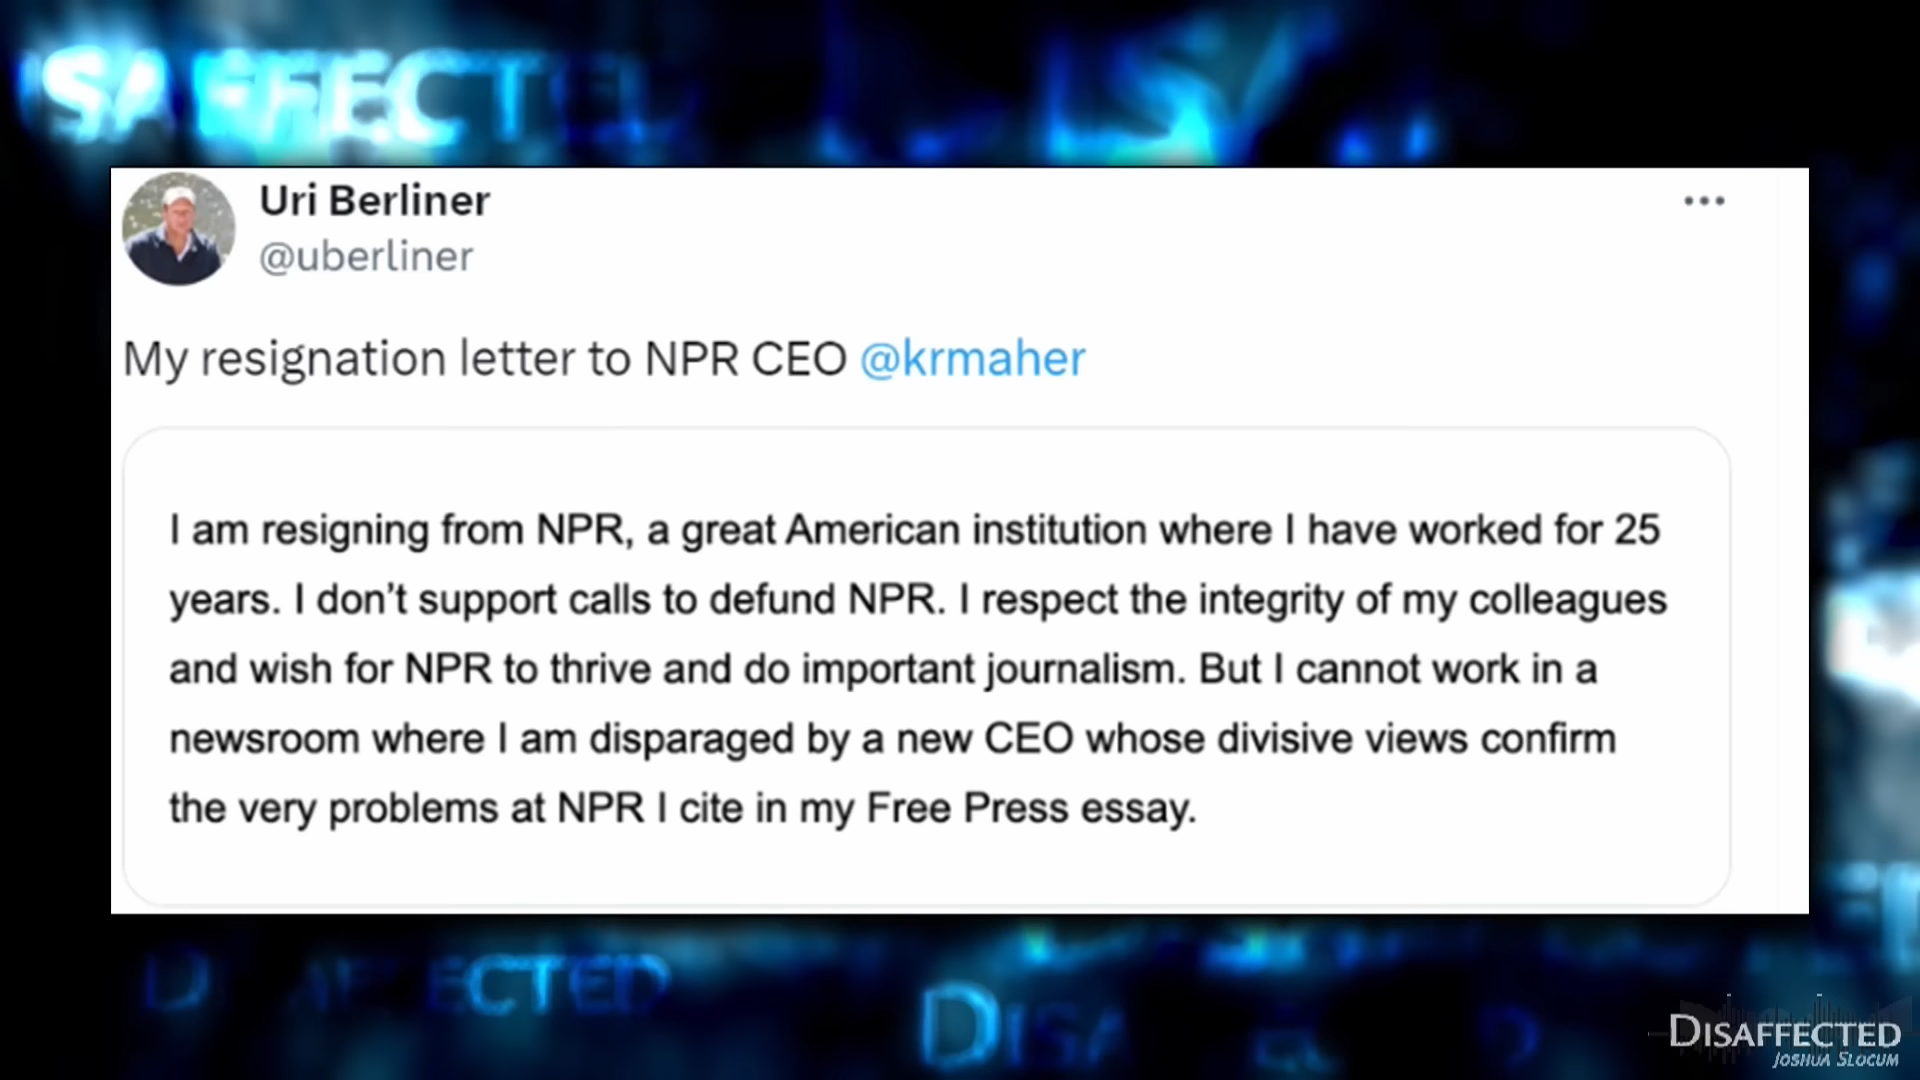 SAFFECTED
Uri Berliner
@uberliner
My resignation letter to NPR CEO @krmaher
I am resigning from NPR, a great American institution where I have worked for 25
years. I don't support calls to defund NPR. I respect the integrity of my colleagues
and wish for NPR to thrive and do important journalism. But I cannot work in a
newsroom where I am disparaged by a new CEO whose divisive views confirm
the very problems at NPR I cite in my Free Press essay.
DISAFFECTED
JOSHUA SLOCUM